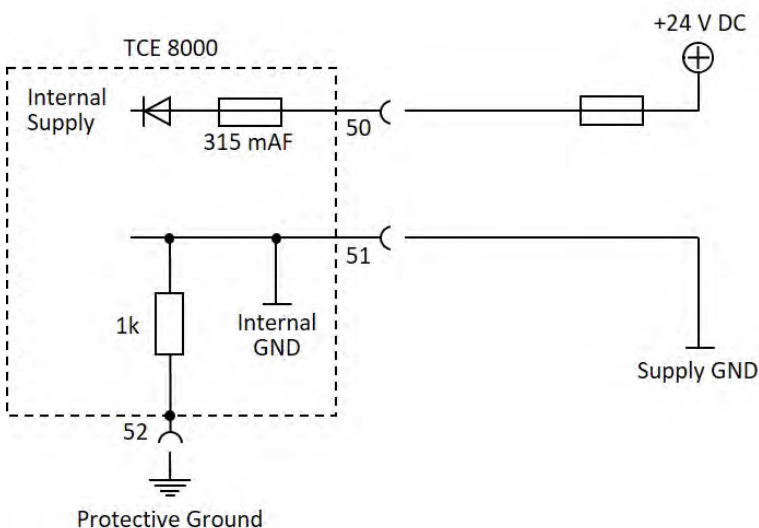 +24 V DC
TCE 8000
Internal
Supply
315 mAF
50
51
1k
Internal
GND
Supply GND
52
Protective Ground